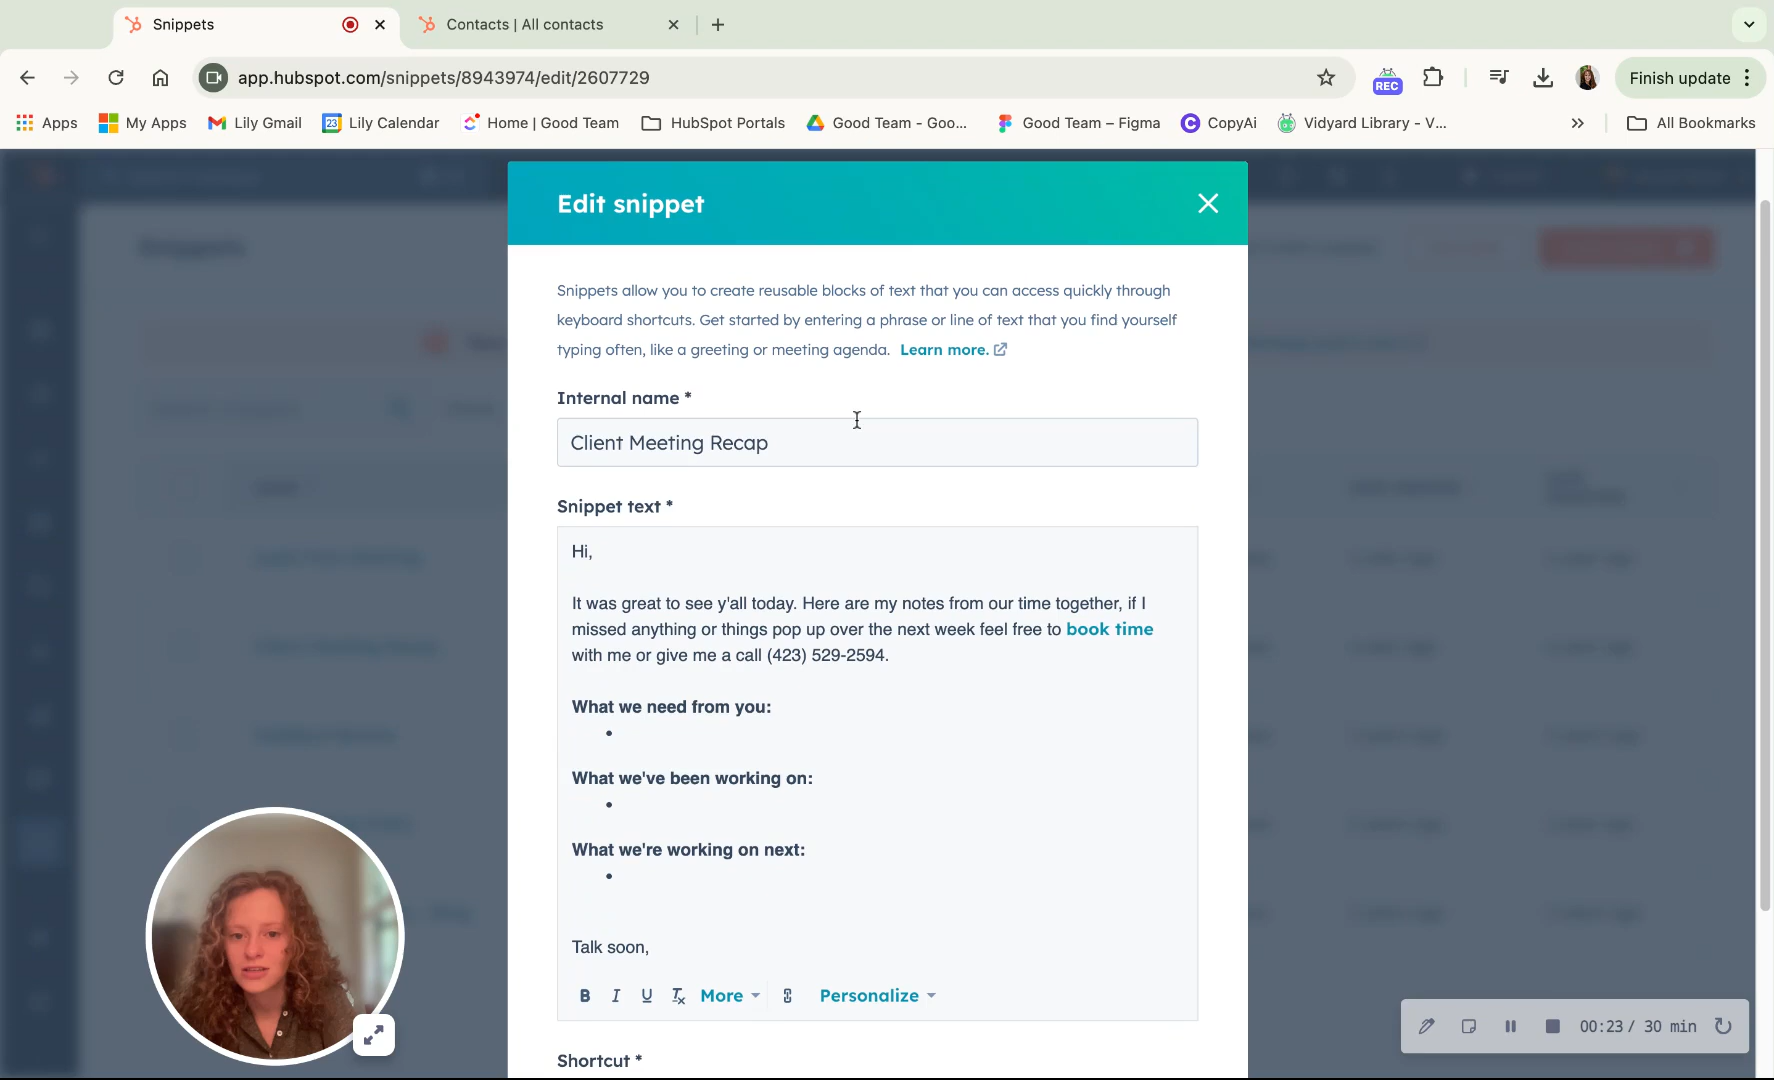 Snippets
Contacts | All contacts
app.hubspot.com/snippets/8943974/edit/2607729
REC
Finish update
Apps
My Apps
Lily Gmail
23
Lily Calendar
Home | Good Team
HubSpot Portals
Good Team - Goo...
Good Team – Figma
CopyAi
Vidyard Library - V...
All Bookmarks
Edit snippet
Snippets allow you to create reusable blocks of text that you can access quickly through
keyboard shortcuts. Get started by entering a phrase or line of text that you find yourself
typing often, like a greeting or meeting agenda. Learn more.
Internal name *
Client Meeting Recap
Snippet text *
Hi,
It was great to see y'all today. Here are my notes from our time together, if I
missed anything or things pop up over the next week feel free to book time
with me or give me a call (423) 529-2594.
What we need from you:
•
What we've been working on:
•
What we're working on next:
•
Talk soon,
B I U Tx More Personalize
Shortcut *
00:23 / 30 min